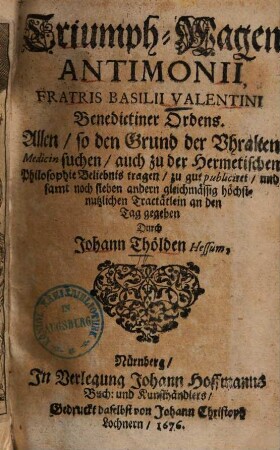 Triumph-Wagen
ANTIMONII,
FRATRIS BASILII VALENTINI
Benedictiner Ordens.
Allen / so den Grund der Vhralten
Medicin suchen / auch zu der Hermetischen
Philosophie Beliebnis tragen / zu gut publiciret / und
samt noch sieben andern gleichmässig höchst-
nutzlichen Tractätlein an den
Tag gegeben
Durch
Johann Thölden Hessum,
IN AUGSBURG
Nürnberg /
In Verlegung Johann Hoffmanns
Buch: und Kunsthändlers /
Gedruckt daselbst von Johann Christoph
Lochnern / 1676.